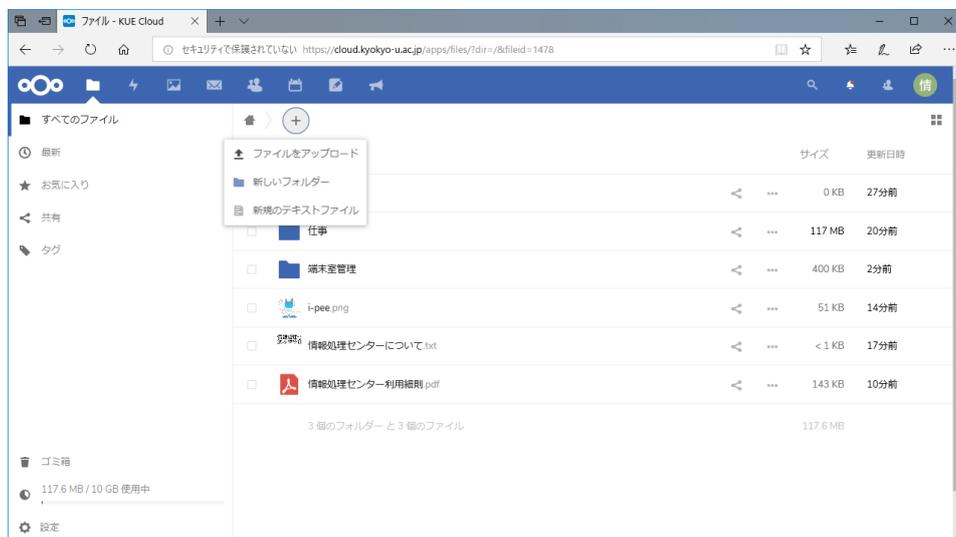 ファイル - KUE Cloud
セキュリティで保護されていない https://cloud.kyokyo-u.ac.jp/apps/files/?dir=/&fileid=1478
情
すべてのファイル
最新
お気に入り
共有
タグ
ファイルをアップロード
新しいフォルダー
新規のテキストファイル
サイズ 更新日時
0 KB 27分前
仕事 117 MB 20分前
端末室管理 400 KB 2分前
i-pee.png 51 KB 14分前
情報処理センターについて.txt < 1 KB 17分前
情報処理センター利用細則.pdf 143 KB 10分前
3 個のフォルダー と 3 個のファイル 117.6 MB
ゴミ箱
117.6 MB / 10 GB 使用中
設定